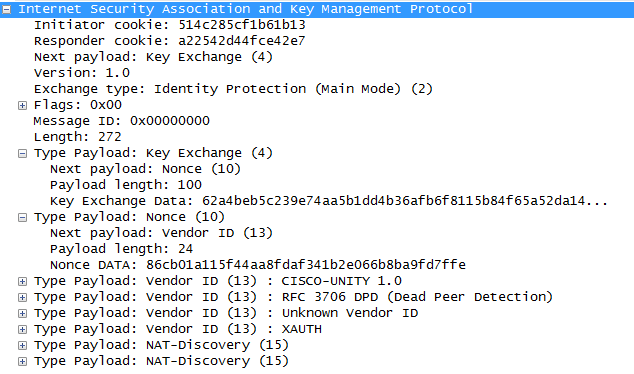 Internet Security Association and Key Management Protocol
Initiator cookie: 514c285cf1b61b13
Responder cookie: a22542d44fce42e7
Next payload: Key Exchange (4)
Version: 1.0
Exchange type: Identity Protection (Main Mode) (2)
Flags: 0x00
Message ID: 0x00000000
Length: 272
Type Payload: Key Exchange (4)
Next payload: Nonce (10)
Payload length: 100
Key Exchange Data: 62a4beb5c239e74aa5b1dd4b36afb6f8115b84f65a52da14...
Type Payload: Nonce (10)
Next payload: Vendor ID (13)
Payload length: 24
Nonce DATA: 86cb01a115f44aa8fdaf341b2e066b8ba9fd7ffe
Type Payload: Vendor ID (13) : CISCO-UNITY 1.0
Type Payload: Vendor ID (13) : RFC 3706 DPD (Dead Peer Detection)
Type Payload: Vendor ID (13) : Unknown Vendor ID
Type Payload: Vendor ID (13) : XAUTH
Type Payload: NAT-Discovery (15)
Type Payload: NAT-Discovery (15)